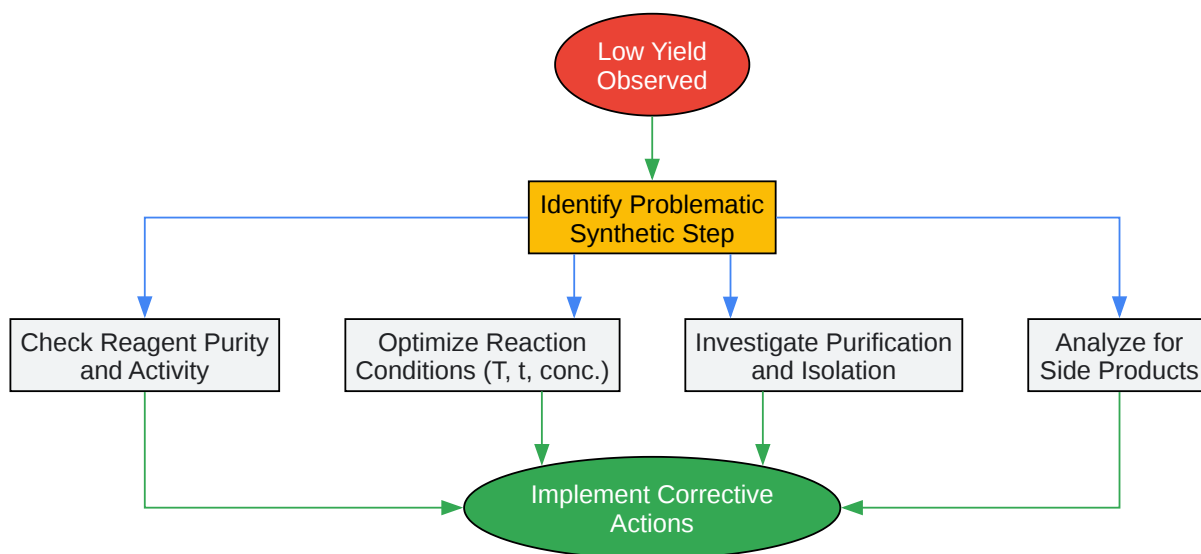 Low Yield
Observed
Identify Problematic
Synthetic Step
Check Reagent Purity
and Activity
Optimize Reaction
Conditions (T, t, conc.)
Investigate Purification
and Isolation
Analyze for
Side Products
Implement Corrective
Actions